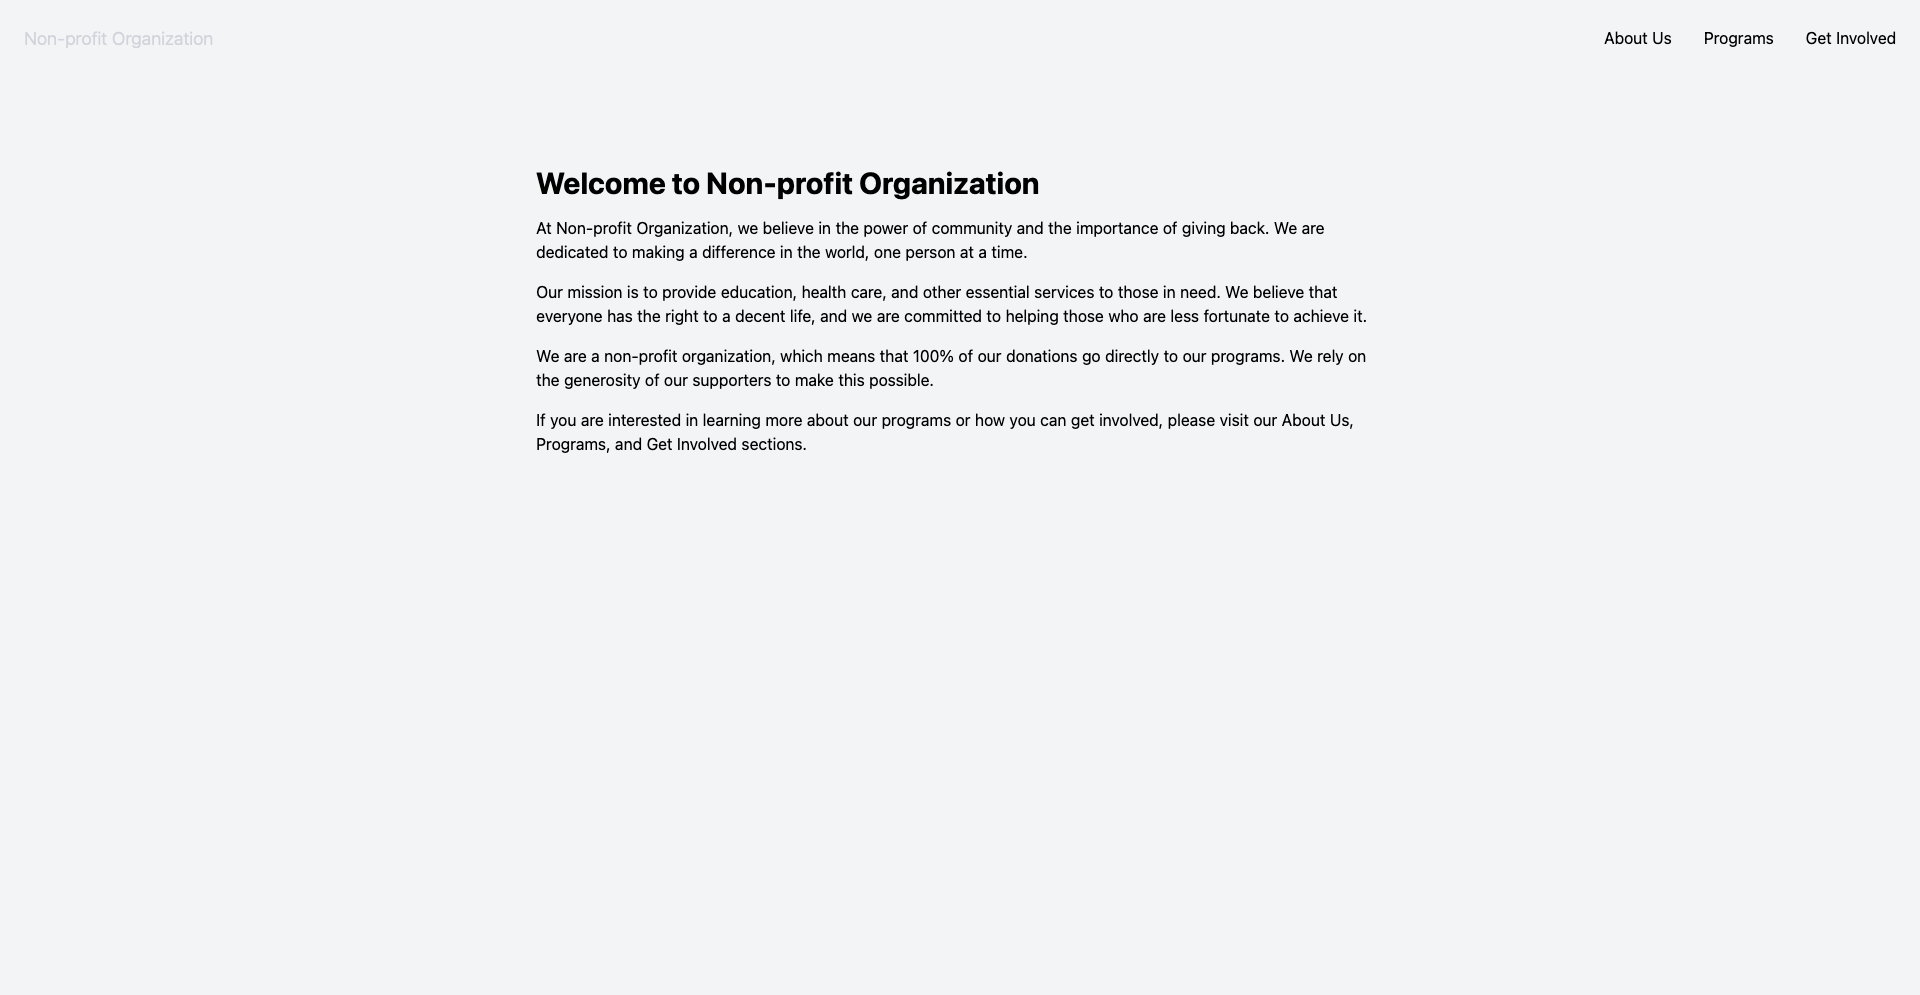 Non-profit Organization
About Us
Programs
Get Involved
Welcome to Non-profit Organization
At Non-profit Organization, we believe in the power of community and the importance of giving back. We are
dedicated to making a difference in the world, one person at a time.
Our mission is to provide education, health care, and other essential services to those in need. We believe that
everyone has the right to a decent life, and we are committed to helping those who are less fortunate to achieve it.
We are a non-profit organization, which means that 100% of our donations go directly to our programs. We rely on
the generosity of our supporters to make this possible.
If you are interested in learning more about our programs or how you can get involved, please visit our About Us,
Programs, and Get Involved sections.